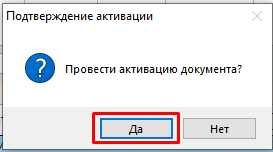 Подтверждение активации
Провести активацию документа?
Да
Нет